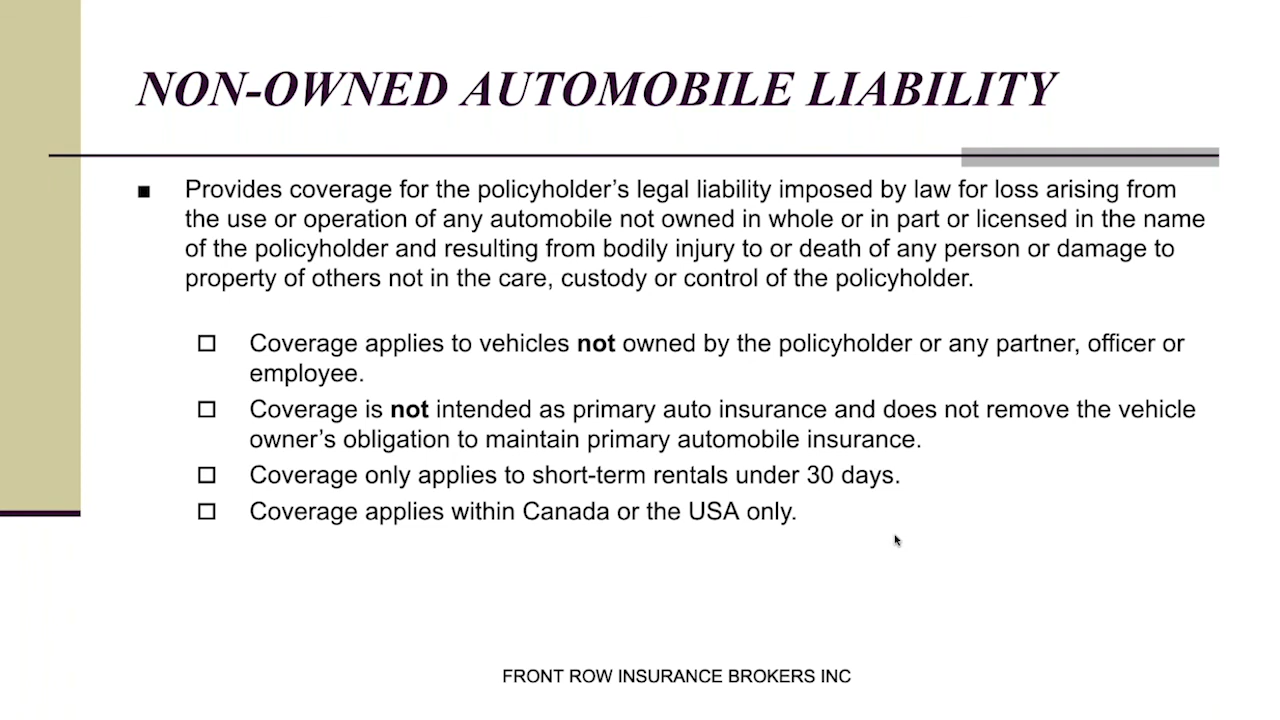 NON-OWNED AUTOMOBILE LIABILITY
Provides coverage for the policyholder’s legal liability imposed by law for loss arising from
the use or operation of any automobile not owned in whole or in part or licensed in the name
of the policyholder and resulting from bodily injury to or death of any person or damage to
property of others not in the care, custody or control of the policyholder.
Coverage applies to vehicles not owned by the policyholder or any partner, officer or
employee.
Coverage is not intended as primary auto insurance and does not remove the vehicle
owner’s obligation to maintain primary automobile insurance.
Coverage only applies to short-term rentals under 30 days.
Coverage applies within Canada or the USA only.
FRONT ROW INSURANCE BROKERS INC